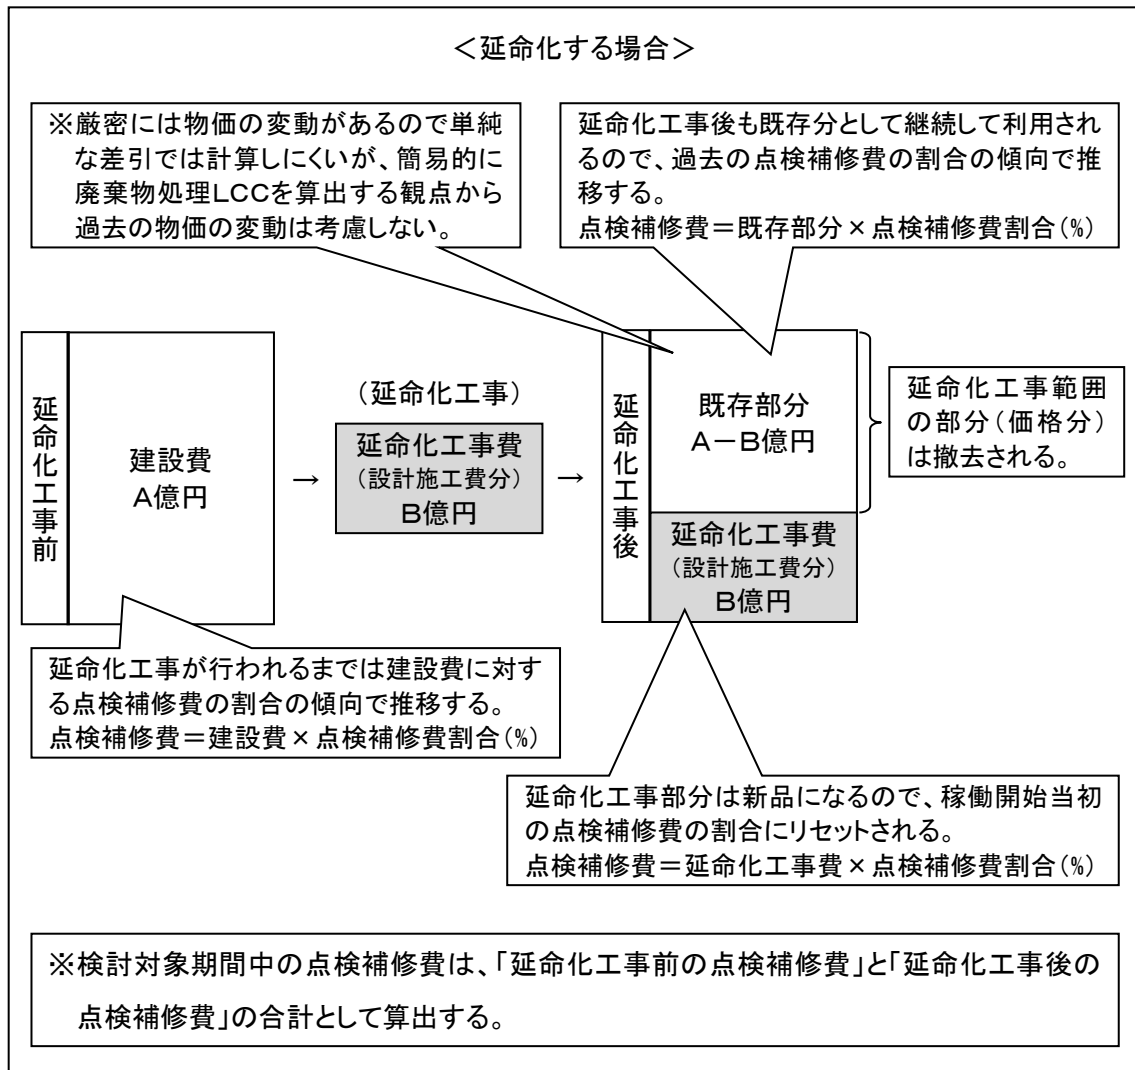 ＜延命化する場合＞
※厳密には物価の変動があるので単純
な差引では計算しにくいが、簡易的に
廃棄物処理LCCを算出する観点から
過去の物価の変動は考慮しない。
延命化工事後も既存分として継続して利用され
るので、過去の点検補修費の割合の傾向で推
移する。
点検補修費＝既存部分×点検補修費割合(%)
延命化工事前
建設費
A億円
→
（延命化工事）
延命化工事費
（設計施工費分）
B億円
→
延命化工事後
既存部分
A－B億円
延命化工事費
（設計施工費分）
B億円
延命化工事範囲
の部分（価格分）
は撤去される。
延命化工事が行われるまでは建設費に対す
る点検補修費の割合の傾向で推移する。
点検補修費＝建設費×点検補修費割合(%)
延命化工事部分は新品になるので、稼働開始当初
の点検補修費の割合にリセットされる。
点検補修費＝延命化工事費×点検補修費割合(%)
※検討対象期間中の点検補修費は、「延命化工事前の点検補修費」と「延命化工事後の
点検補修費」の合計として算出する。